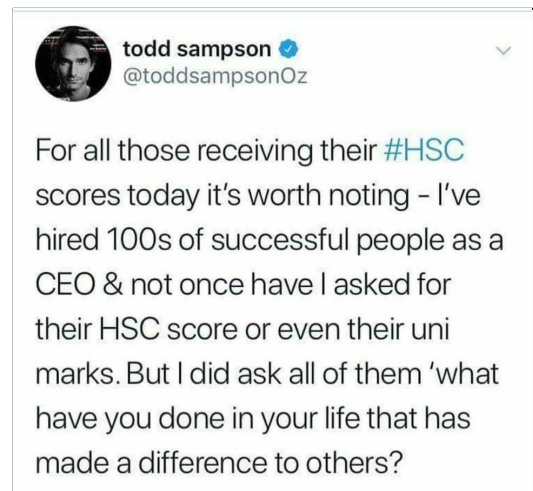 todd sampson
@toddsampsonOz
For all those receiving their #HSC
scores today it's worth noting - I've
hired 100s of successful people as a
CEO & not once have I asked for
their HSC score or even their uni
marks. But I did ask all of them 'what
have you done in your life that has
made a difference to others?